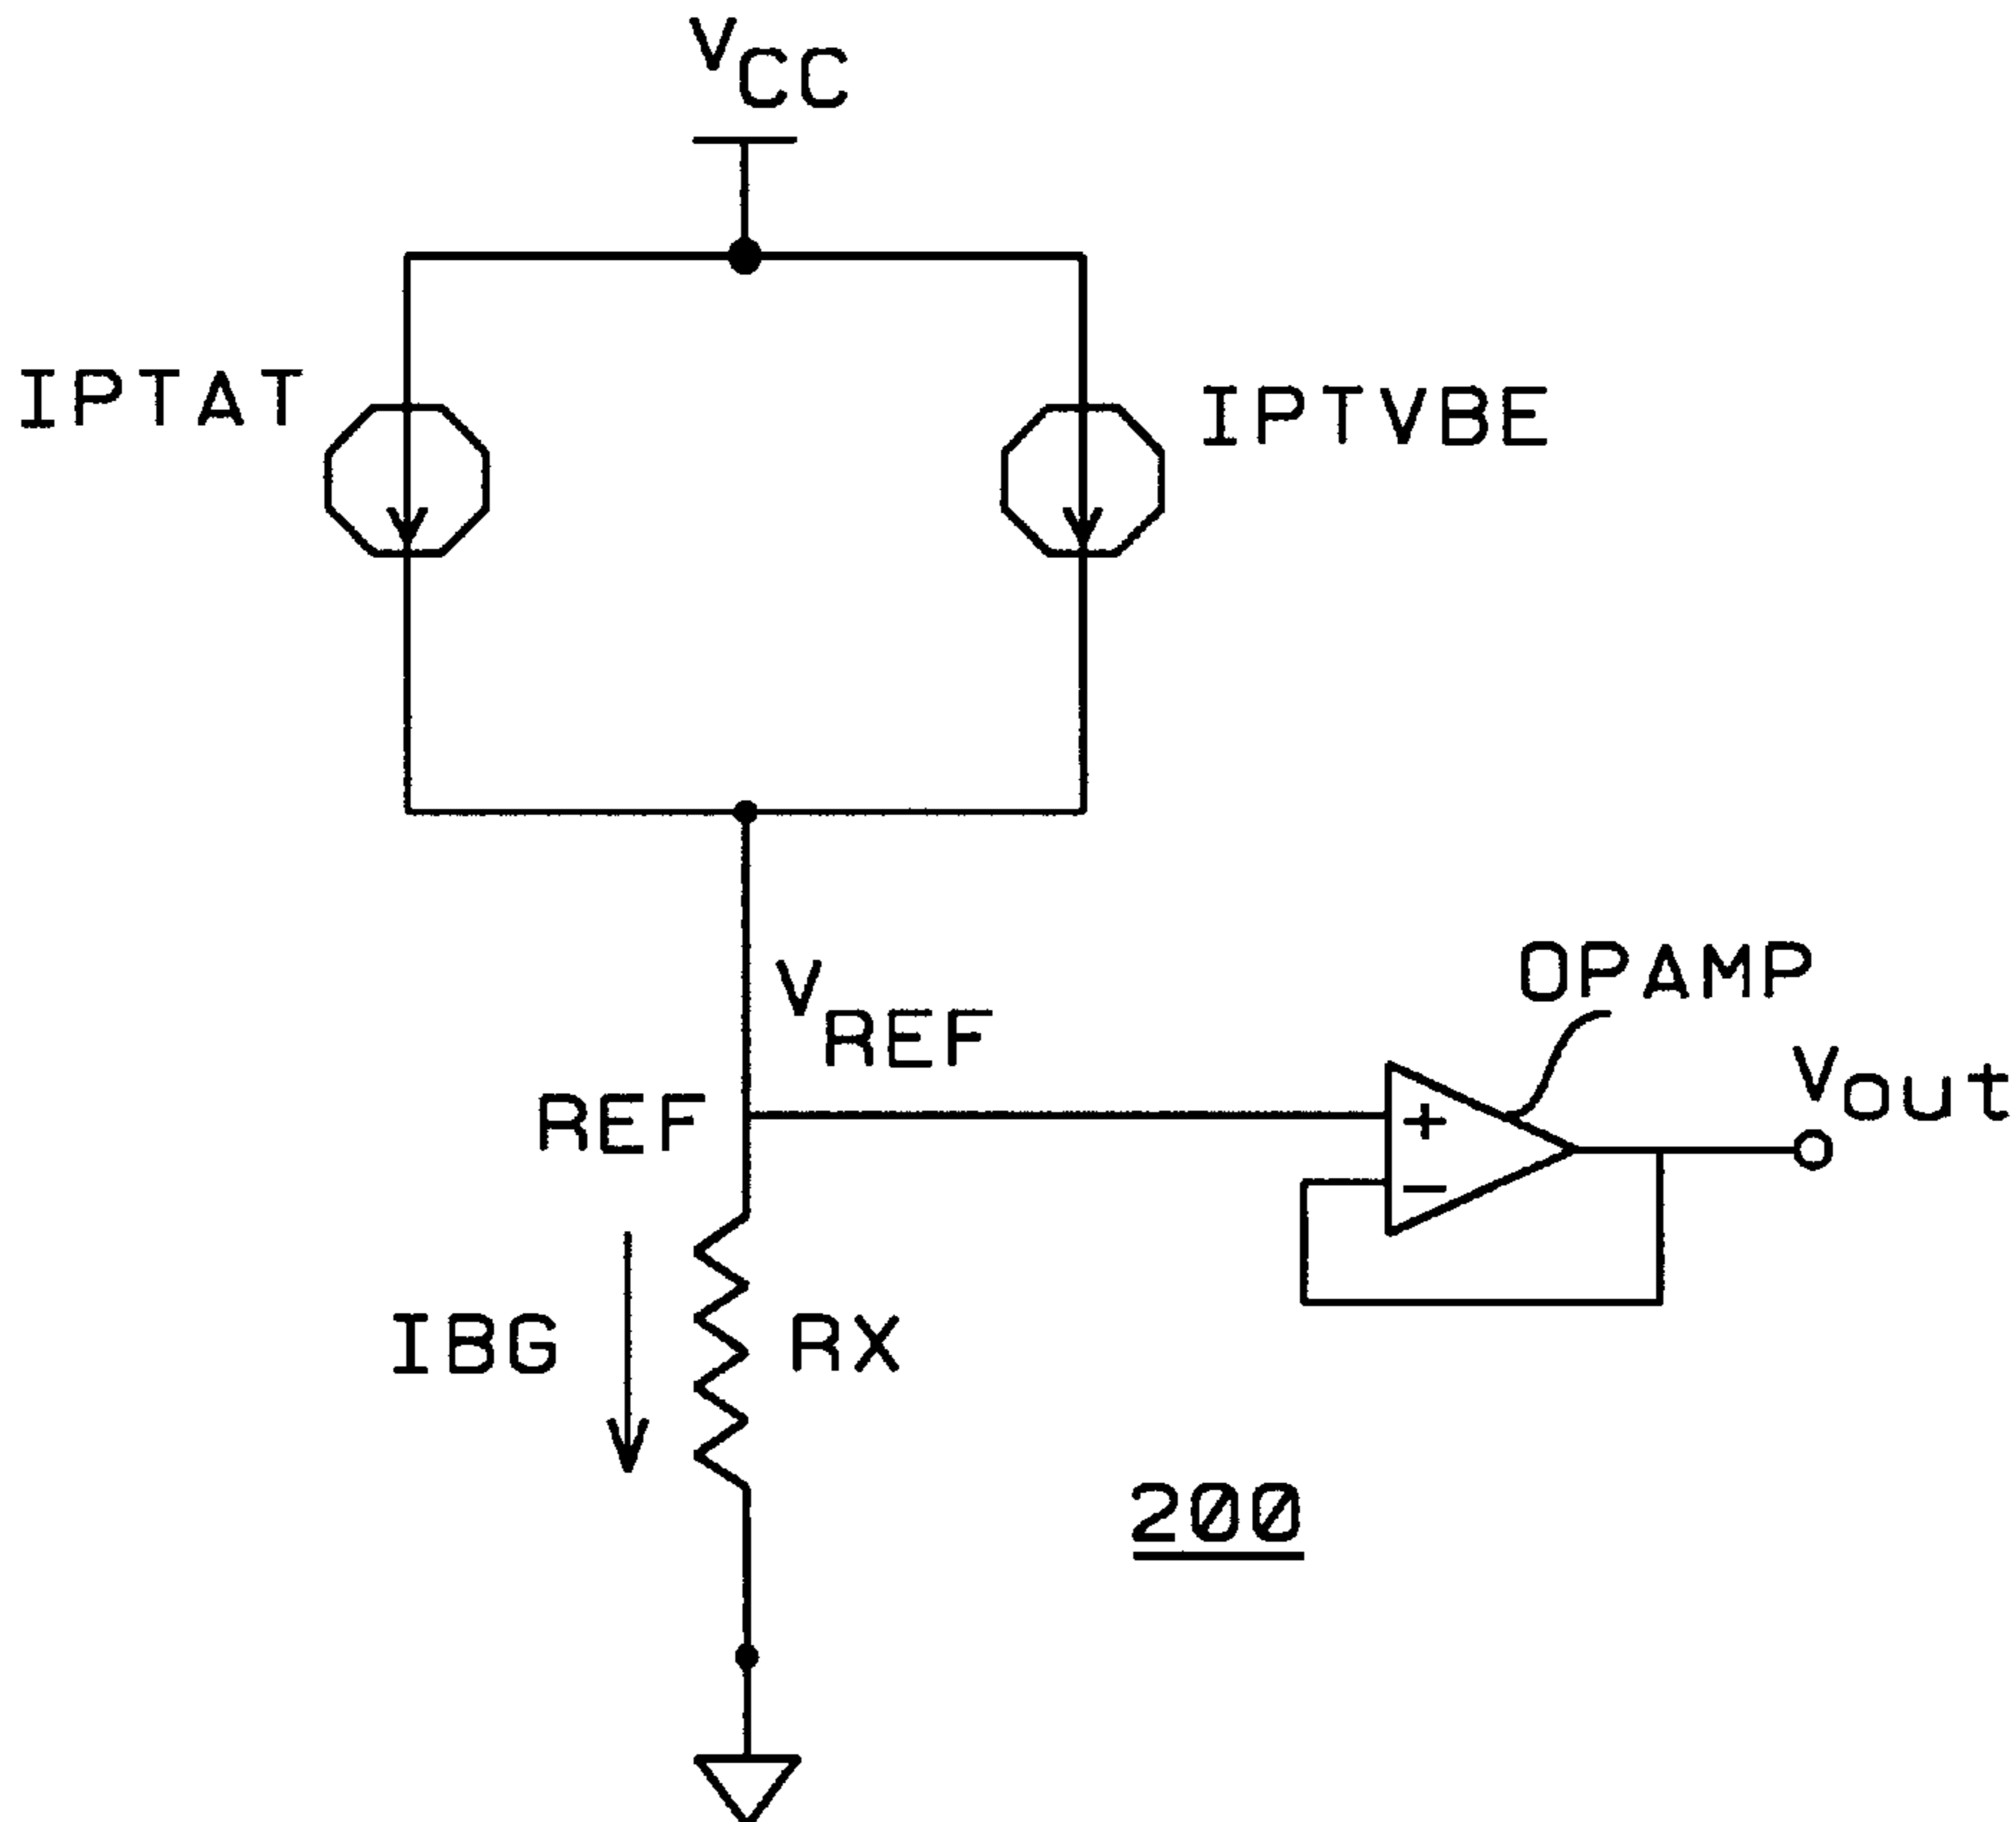 VCC
IPTAT
IPTVBE
VREF
OPAMP
REF
Vout
+
−
IBG
RX
200